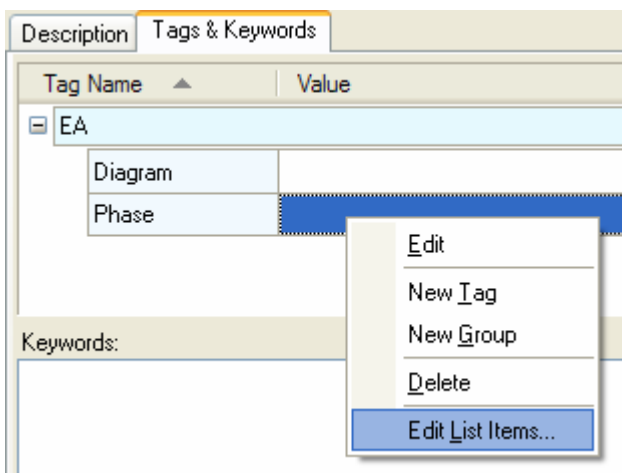 Description Tags & Keywords
Tag Name Value
EA
Diagram
Phase
Edit
New Tag
New Group
Keywords:
Delete
Edit List Items...